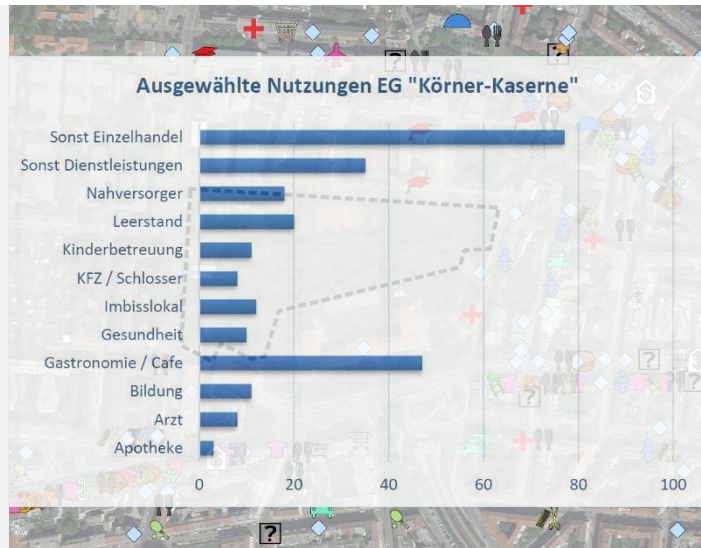 Ausgewählte Nutzungen EG "Körner-Kaserne"
Sonst Einzelhandel
Sonst Dienstleistungen
Nahversorger
Leerstand
Kinderbetreuung
KFZ / Schlosser
Imbisslokal
Gesundheit
Gastronomie / Cafe
Bildung
Arzt
Apotheke
0 20 40 60 80 100